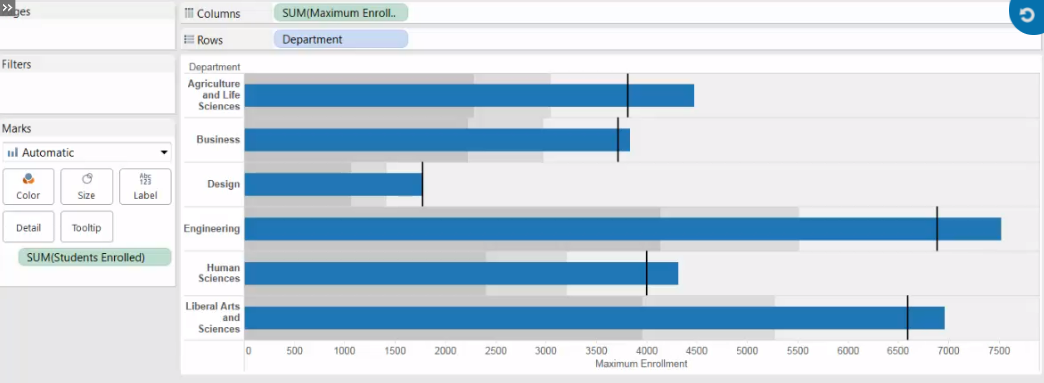 ges
Columns
SUM(Maximum Enroll..
Rows
Department
Filters
Marks
Automatic
Color
Size
Abc
123
Label
Detail
Tooltip
SUM(Students Enrolled)
Department
Agriculture
and Life
Sciences
Business
Design
Engineering
Human
Sciences
Liberal Arts
and
Sciences
0 500 1000 1500 2000 2500 3000 3500 4000 4500 5000 5500 6000 6500 7000 7500
Maximum Enrollment